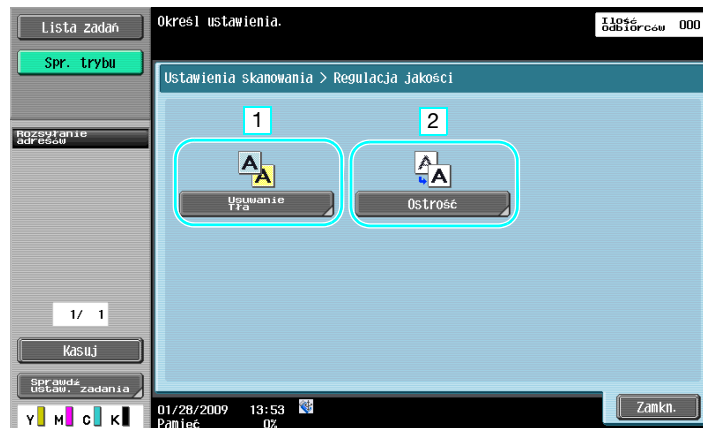 Lista zadań
Spr. trybu
Określ ustawienia.
Ilość
odbiorców 000
Ustawienia skanowania > Regulacja jakości
Rozsyłanie
adresów
1
2
Usuwanie
Tła
Ostrość
1/ 1
Kasuj
Sprawdź
ustaw. zadania
Y M C K
01/28/2009 13:53
Pamięć 0%
Zamkn.